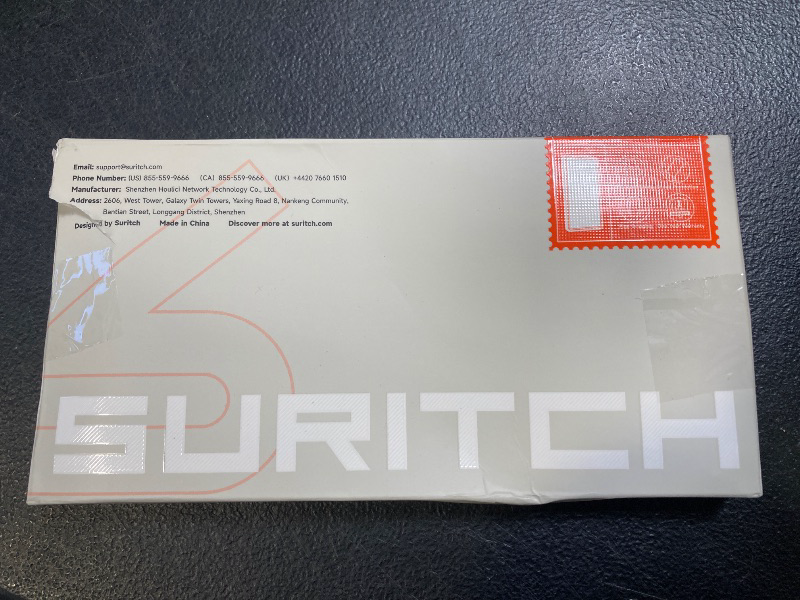 Email: support@suritch.com
Phone Number: (US) 855-559-9666 (CA) 855-559-9666 (UK) +4420 7660 1510
Manufacturer: Shenzhen Houlici Network Technology Co., Ltd.
Address: 2606, West Tower, Galaxy Twin Towers, Yaxing Road 8, Nankeng Community,
Bantian Street, Longgang District, Shenzhen
Designed by Suritch Made in China Discover more at suritch.com
SURITCH